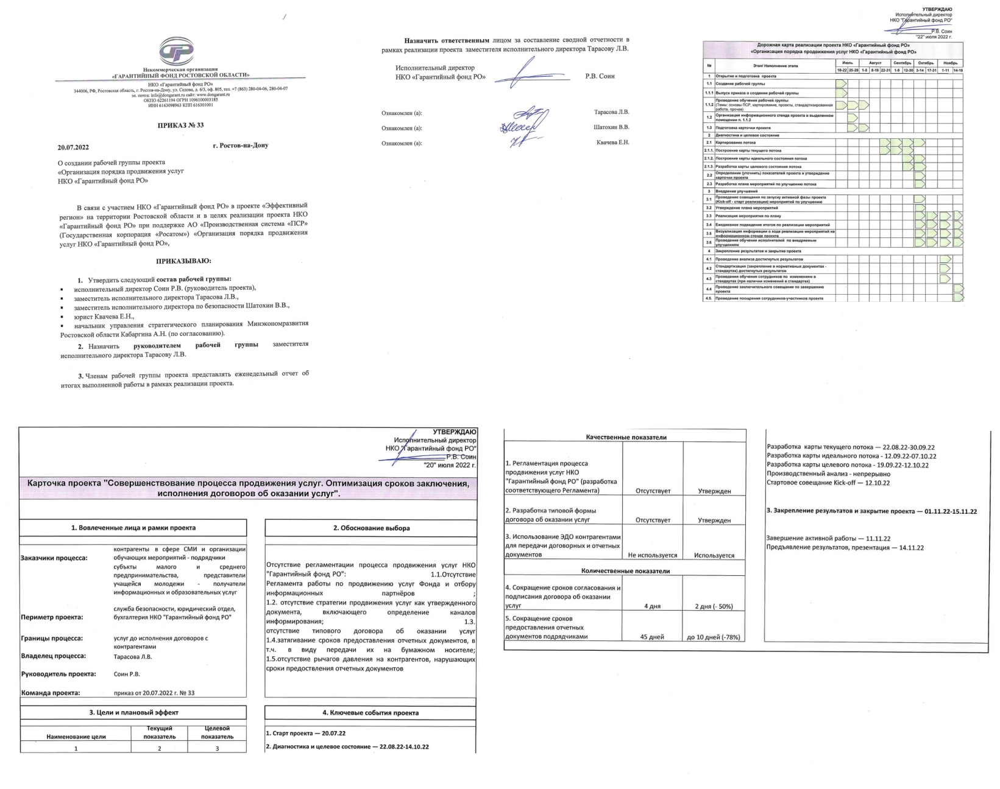 Некоммерческая организация
«ГАРАНТИЙНЫЙ ФОНД РОСТОВСКОЙ ОБЛАСТИ»
НКО «Гарантийный фонд РО»
344006, РФ, Ростовская область, г. Ростов-на-Дону, ул. Седова, д. 6/3, оф. 805, тел. +7 (863) 280-04-06, 280-04-07
эл. почта: info@dongarant.ru сайт: www.dongarant.ru
ОКПО 62261194 ОГРН 1096100003185
ИНН 6163098963 КПП 616301001
ПРИКАЗ № 33
20.07.2022 г. Ростов-на-Дону
О создании рабочей группы проекта
«Организация порядка продвижения услуг
НКО «Гарантийный фонд РО»
В связи с участием НКО «Гарантийный фонд РО» в проекте «Эффективный
регион» на территории Ростовской области и в целях реализации проекта НКО
«Гарантийный фонд РО» при поддержке АО «Производственная система «ПСР»
(Государственная корпорация «Росатом») «Организация порядка продвижения
услуг НКО «Гарантийный фонд РО»,
ПРИКАЗЫВАЮ:
1. Утвердить следующий состав рабочей группы:
▪ исполнительный директор Соин Р.В. (руководитель проекта),
▪ заместитель исполнительного директора Тарасова Л.В.,
▪ заместитель исполнительного директора по безопасности Шатохин В.В.,
▪ юрист Квачева Е.Н.,
▪ начальник управления стратегического планирования Минэкономразвития
Ростовской области Кабаргина А.Н. (по согласованию).
2. Назначить руководителем рабочей группы заместителя
исполнительного директора Тарасову Л.В.
3. Членам рабочей группы проекта представлять еженедельный отчет об
итогах выполненной работы в рамках реализации проекта.
Назначить ответственным лицом за составление сводной отчетности в
рамках реализации проекта заместителя исполнительного директора Тарасову Л.В.
Исполнительный директор
НКО «Гарантийный фонд РО» Р.В. Соин
Ознакомлен (а): Тарасова Л.В.
Ознакомлен (а): Шатохин В.В.
Ознакомлен (а): Квачева Е.Н.
УТВЕРЖДАЮ
Исполнительный директор
НКО "Гарантийный фонд РО"
Р.В. Соин
"22" июля 2022 г.
Дорожная карта реализации проекта НКО «Гарантийный фонд РО»
«Организация порядка продвижения услуг НКО «Гарантийный фонд РО»
№ Этап/ Наполнение этапа Июль Август Сентябрь Октябрь Ноябрь
18-22 25-29 1-5 8-19 22-31 1-9 12-30 3-14 17-31 1-11 14-15
1 Открытие и подготовка проекта
1.1 Создание рабочей группы
1.1.1 Выпуск приказа о создании рабочей группы
1.1.2 Проведение обучения рабочей группы
(Темы: основы ПСР, картирование, проекты, стандартизированная
работа, прочее)
1.2 Организация информационного стенда проекта в выделенном
помещении п. 1.1.2
1.3 Подготовка карточки проекта
2 Диагностика и целевое состояние
2.1 Картирование потока
2.1.1. Построение карты текущего потока
2.1.2. Построение карты идеального состояния потока
2.1.3. Разработка карты целевого состояния потока
2.2 Определение (уточнить) показателей проекта и утверждение
карточки проекта
2.3 Разработка плана мероприятий по улучшению потока
3 Внедрение улучшений
3.1 Проведение совещания по запуску активной фазы проекта
(Kick-off - старт реализации) мероприятий по улучшению
3.2 Утверждение плана мероприятий
3.3 Реализация мероприятия по плану
3.4 Ежедневное подведение итогов по реализации мероприятий
3.5 Визуализация информации о ходе реализации мероприятий на
информационном стенде проекта
3.6 Проведение обучения исполнителей по внедряемым
улучшениям
4 Закрепление результатов и закрытие проекта
4.1 Проведение анализа достигнутых результатов
4.2 Стандартизация (закрепление в нормативных документах -
стандартах) достигнутых результатов
4.3 Проведения обучения сотрудников по изменениям в
стандартах (при наличии изменений в стандартах)
4.4 Проведение заключительного совещания по завершению
проекта
4.5. Проведение поощрения сотрудников-участников проекта
УТВЕРЖДАЮ
Исполнительный директор
НКО "Гарантийный фонд РО"
Р.В. Соин
"20" июля 2022 г.
Карточка проекта "Совершенствование процесса продвижения услуг. Оптимизация сроков заключения,
исполнения договоров об оказании услуг".
1. Вовлеченные лица и рамки проекта
Заказчики процесса: контрагенты в сфере СМИ и организации
обучающих мероприятий - подрядчики
субъекты малого и среднего
предпринимательства, представители
учащейся молодежи - получатели
информационных и образовательных услуг
Периметр проекта: служба безопасности, юридический отдел,
бухгалтерия НКО "Гарантийный фонд РО"
Границы процесса: услуг до исполнения договоров с
контрагентами
Владелец процесса: Тарасова Л.В.
Руководитель проекта: Соин Р.В.
Команда проекта: приказ от 20.07.2022 г. № 33
2. Обоснование выбора
Отсутствие регламентации процесса продвижения услуг НКО
"Гарантийный фонд РО": 1.1.Отсутствие
Регламента работы по продвижению услуг Фонда и отбору
информационных партнёров ;
1.2. отсутствие стратегии продвижения услуг как утвержденного
документа, включающего определение каналов
информирования; 1.3.
отсутствие типового договора об оказании услуг
1.4.затягивание сроков предоставления отчетных документов, в
т.ч. в виду передачи их на бумажном носителе;
1.5.отсутствие рычагов давления на контрагентов, нарушающих
сроки предоствления отчетных документов
3. Цели и плановый эффект
Наименование цели Текущий показатель Целевой показатель
1 2 3
4. Ключевые события проекта
1. Старт проекта — 20.07.22
2. Диагностика и целевое состояние — 22.08.22-14.10.22
Качественные показатели
1. Регламентация процесса
продвижения услуг НКО
"Гарантийный фонд РО" (разработка
соответствующего Регламента) Отсутствует Утвержден
2. Разработка типовой формы
договора об оказании услуг Отсутствует Утвержден
3. Использование ЭДО контрагентами
для передачи договорных и отчетных
документов Не используется Используется
Количественные показатели
4. Сокращение сроков согласования и
подписания договора об оказании
услуг 4 дня 2 дня (- 50%)
5. Сокращение сроков
предоставления отчетных
документов подрядчиками 45 дней до 10 дней (-78%)
Разработка карты текущего потока — 22.08.22-30.09.22
Разработка карты идеального потока - 12.09.22-07.10.22
Разработка карты целевого потока - 19.09.22-12.10.22
Производственный анализ - непрерывно
Стартовое совещание Kick-off — 12.10.22
3. Закрепление результатов и закрытие проекта — 01.11.22-15.11.22
Завершение активной работы — 11.11.22
Предъявление результатов, презентация — 14.11.22